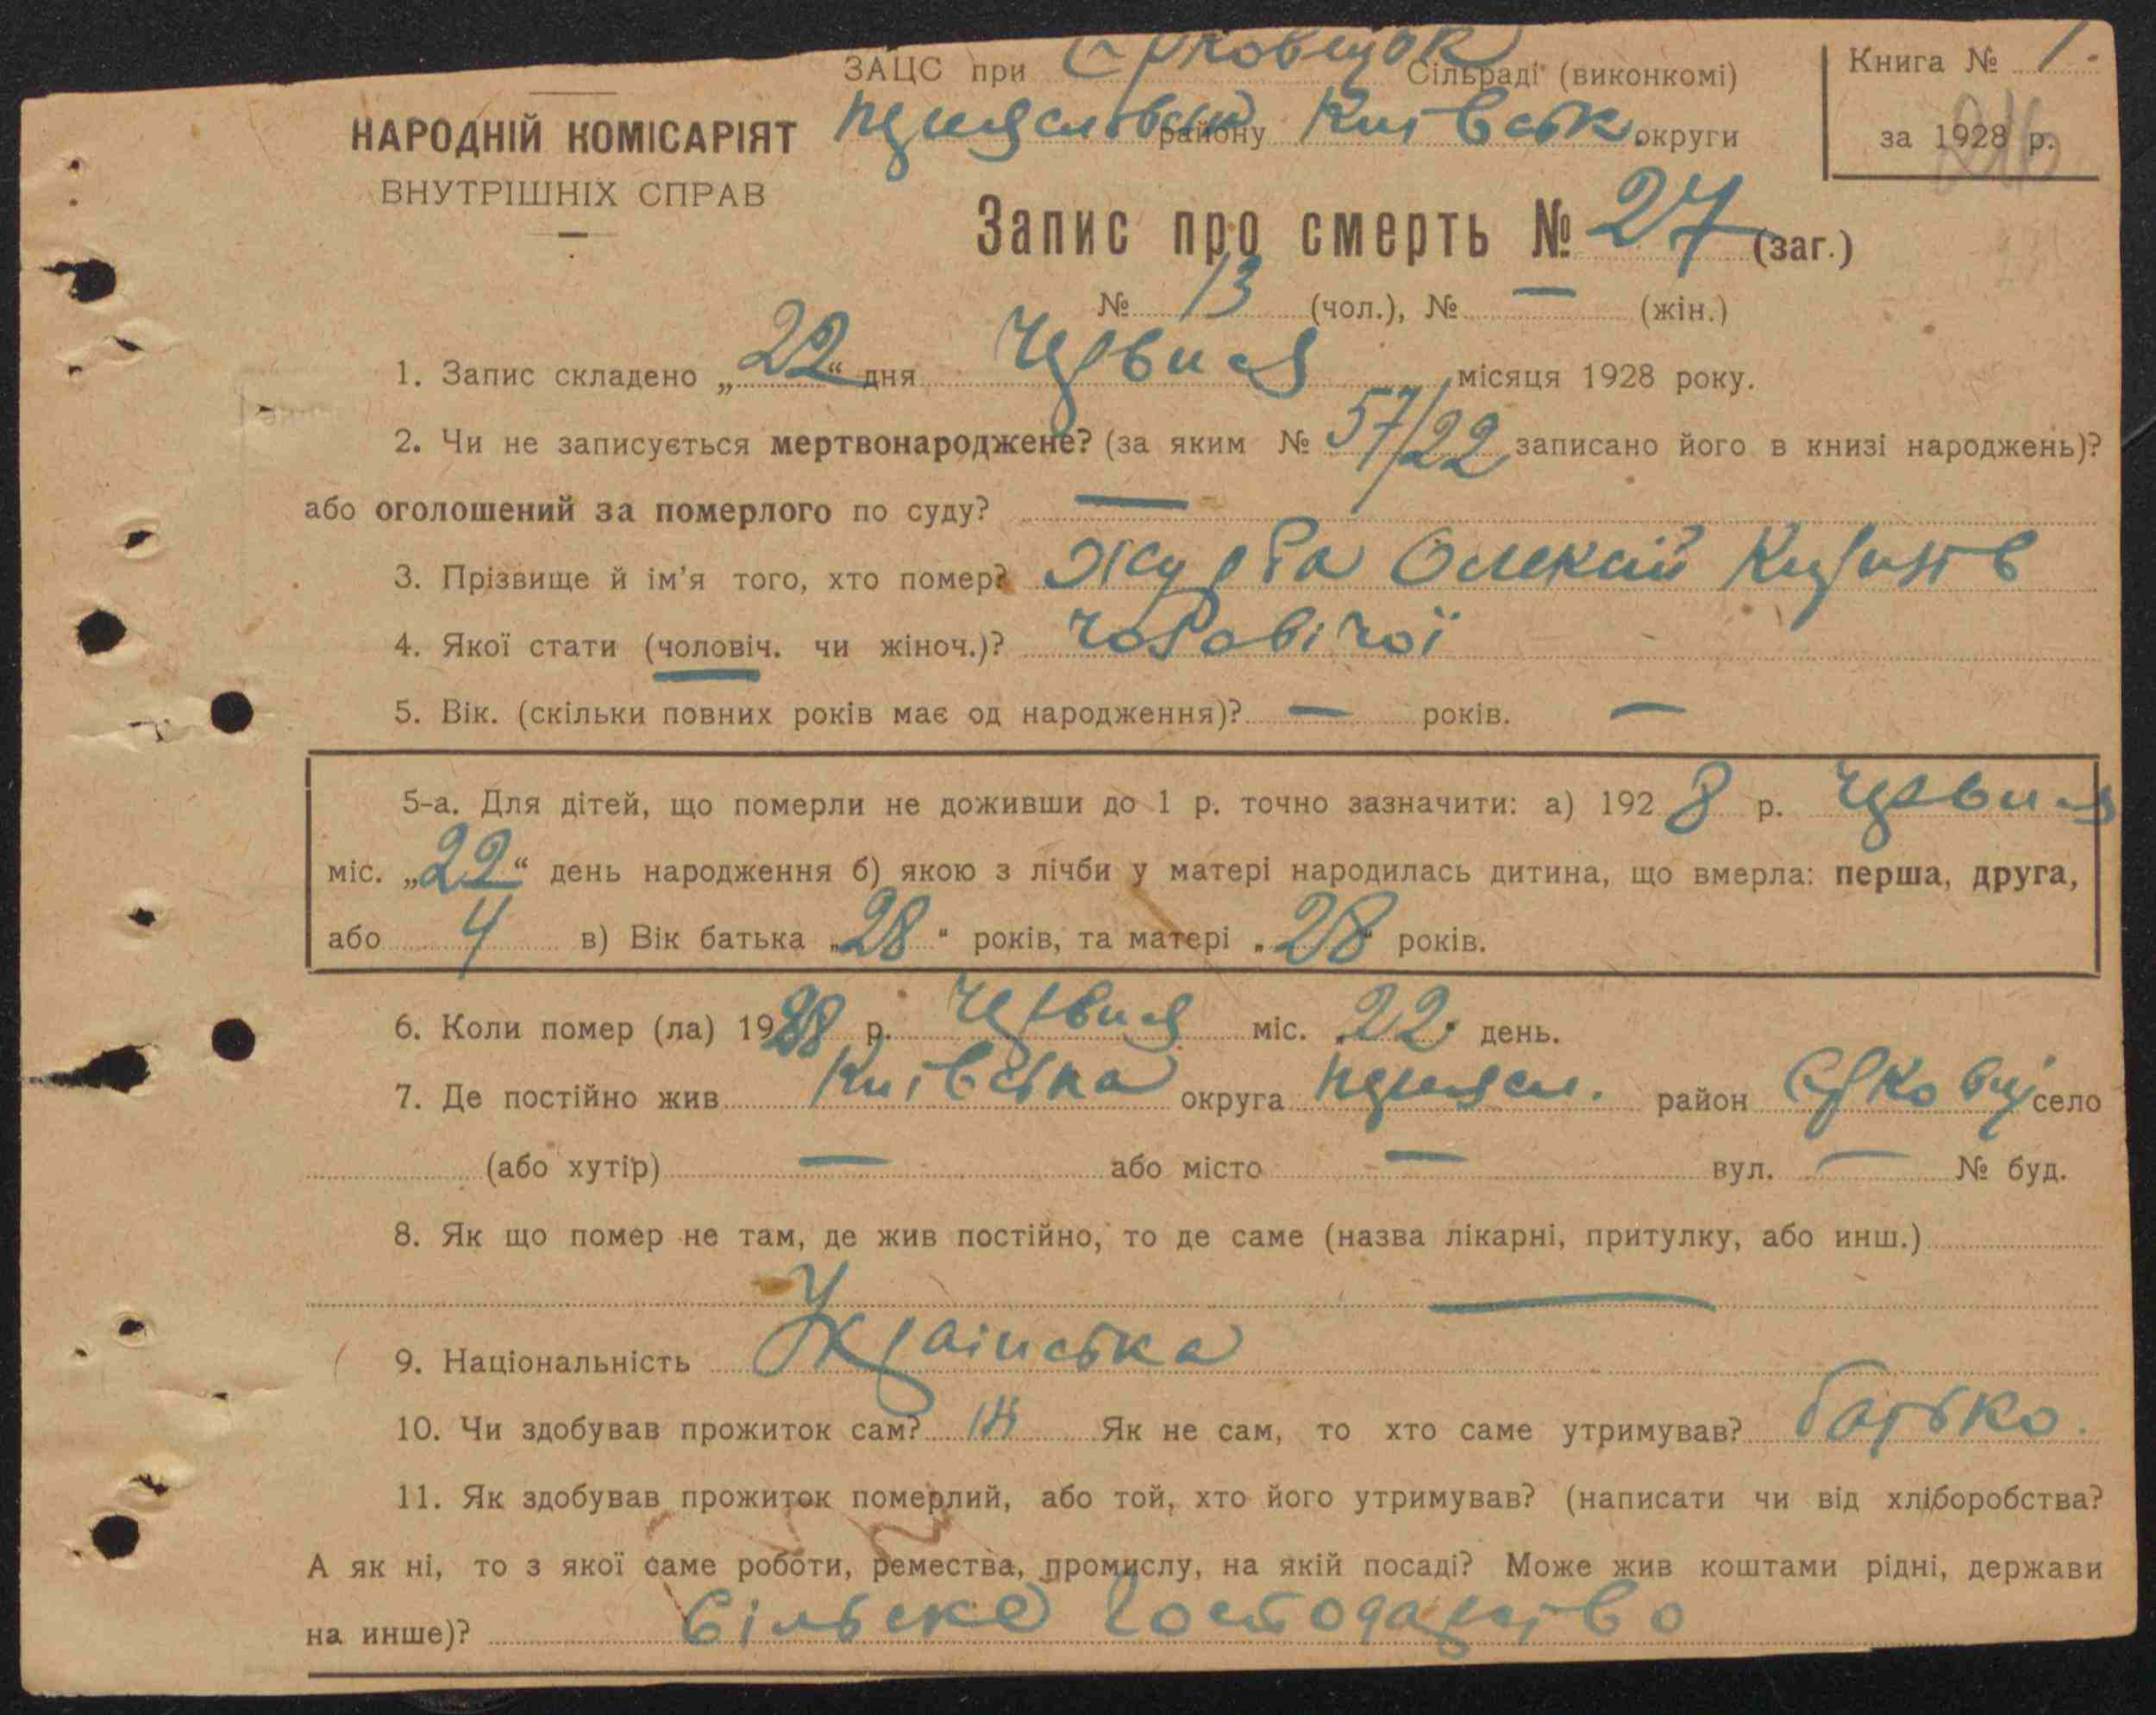 ЗАЦС при Єрковецьк Сільраді (виконкомі)
району Київськ округи
Книга № 1.
за 1928 р.
НАРОДНІЙ КОМІСАРІЯТ
ВНУТРІШНІХ СПРАВ
Запис про смерть № 27 (заг.)
№ 13 (чол.), № — (жін.)
1. Запис складено „22“ дня Червня місяця 1928 року.
2. Чи не записується мертвонароджене? (за яким № 57/22 записано його в книзі народжень)?
або оголошений за померлого по суду? —
3. Прізвище й ім'я того, хто помер? Журба Олексій
4. Якої стати (чоловіч. чи жіноч.)? чоловічої
5. Вік. (скільки повних років має од народження)? — років. —
5-а. Для дітей, що померли не доживши до 1 р. точно зазначити: а) 1928 р. Червня
міс. „22“ день народження б) якою з лічби у матері народилась дитина, що вмерла: перша, друга,
або 4 в) Вік батька „28“ років, та матері „28“ років.
6. Коли помер (ла) 1928 р. Червня міс. 22 день.
7. Де постійно жив Київська округа район Єрковці село
(або хутір) — або місто — вул. — № буд.
8. Як що помер не там, де жив постійно, то де саме (назва лікарні, притулку, або инш.)
—
9. Національність Українська
10. Чи здобував прожиток сам? ні Як не сам, то хто саме утримував? батько.
11. Як здобував прожиток померлий, або той, хто його утримував? (написати чи від хліборобства?
А як ні, то з якої саме роботи, ремества, промислу, на якій посаді? Може жив коштами рідні, держави
на инше)? Сільске господарство